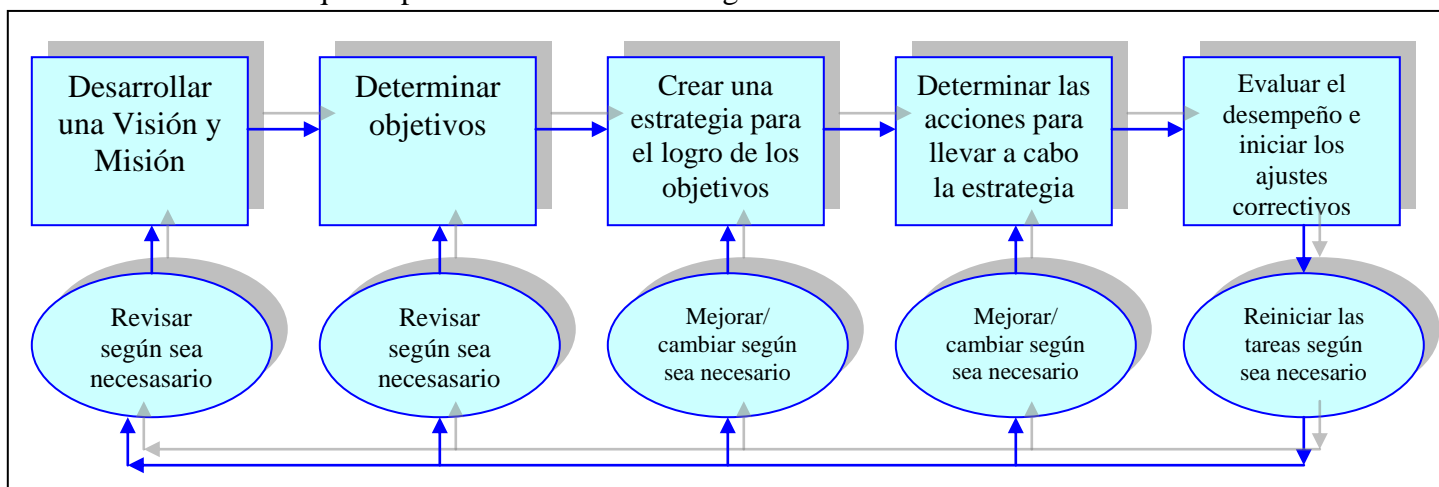 Desarrollar
una Visión y
Misión
Determinar
objetivos
Crear una
estrategia para
el logro de los
objetivos
Determinar las
acciones para
llevar a cabo
la estrategia
Evaluar el
desempeño e
iniciar los
ajustes
correctivos
Revisar
según sea
necesasario
Revisar
según sea
necesasario
Mejorar/
cambiar según
sea necesario
Mejorar/
cambiar según
sea necesario
Reiniciar las
tareas según
sea necesario